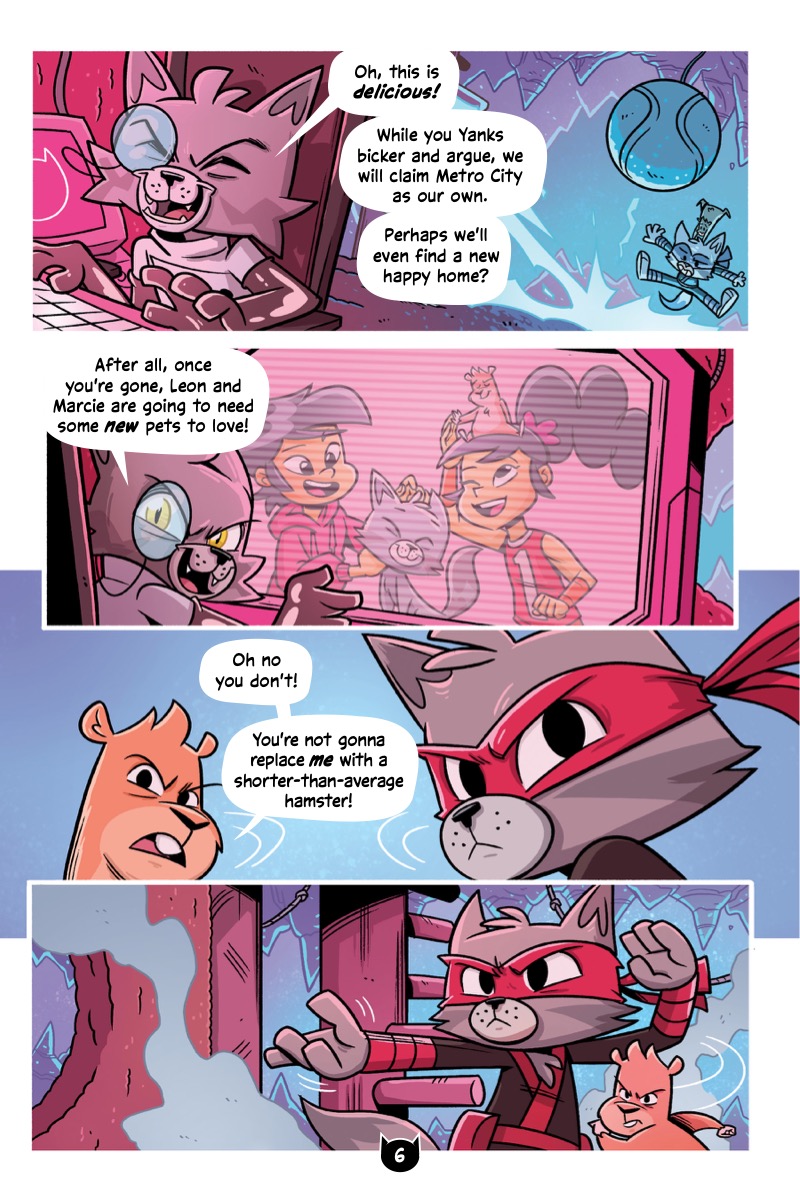 Oh, this is
delicious!
While you Yanks
bicker and argue, we
will claim Metro City
as our own.
Perhaps we'll
even find a new
happy home?
After all, once
you're gone, Leon and
Marcie are going to need
some new pets to love!
Oh no
you don't!
You're not gonna
replace me with a
shorter-than-average
hamster!
6